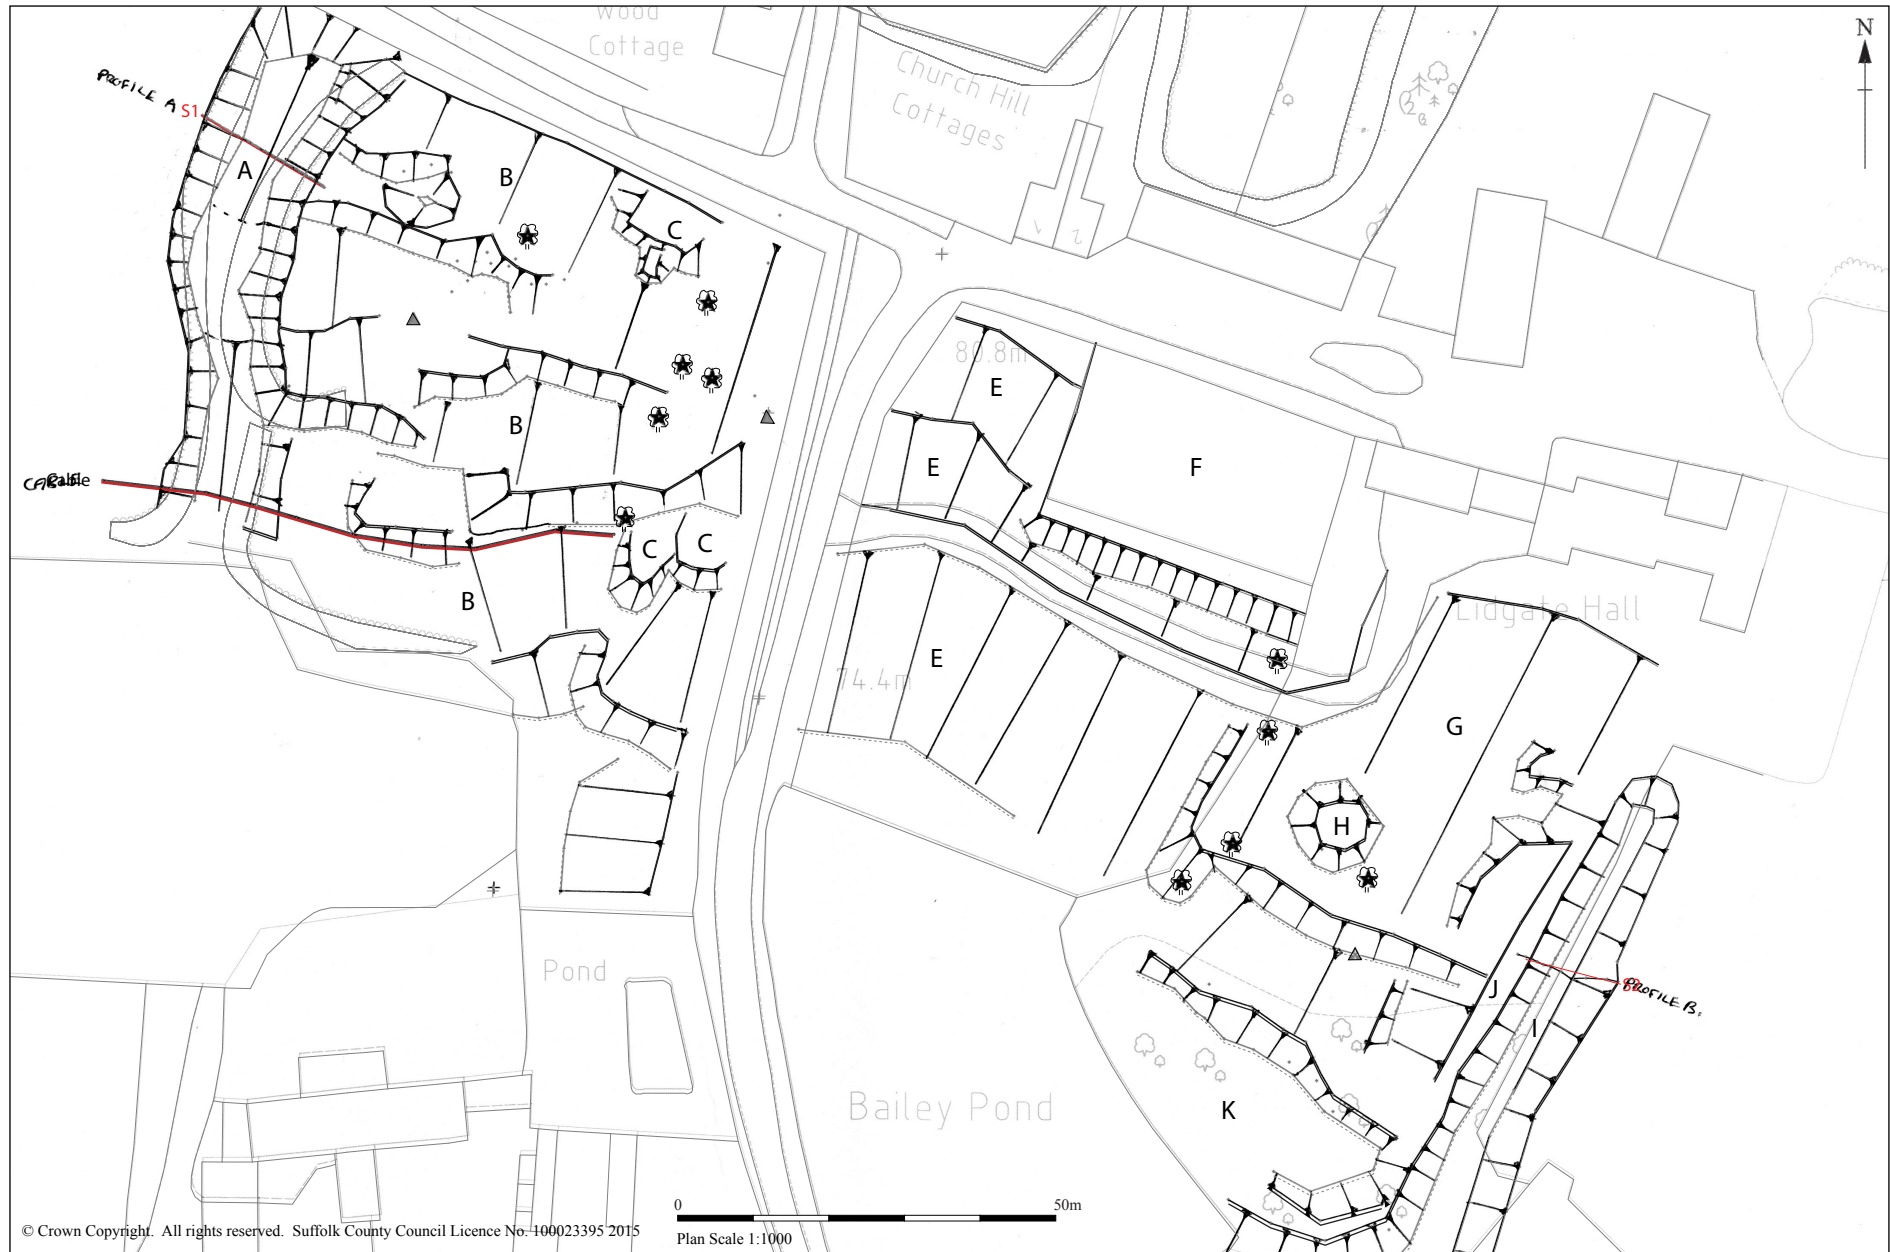 Wood
Cottage
N
Church Hill
Cottages
PROFILE A
S1
A
B
C
80.8m
E
B
E
F
Cable
C
C
B
Lidgate Hall
E
74.4m
G
H
Pond
J
PROFILE B.
I
Bailey Pond
K
0
50m
© Crown Copyright. All rights reserved. Suffolk County Council Licence No. 100023395 2015
Plan Scale 1:1000